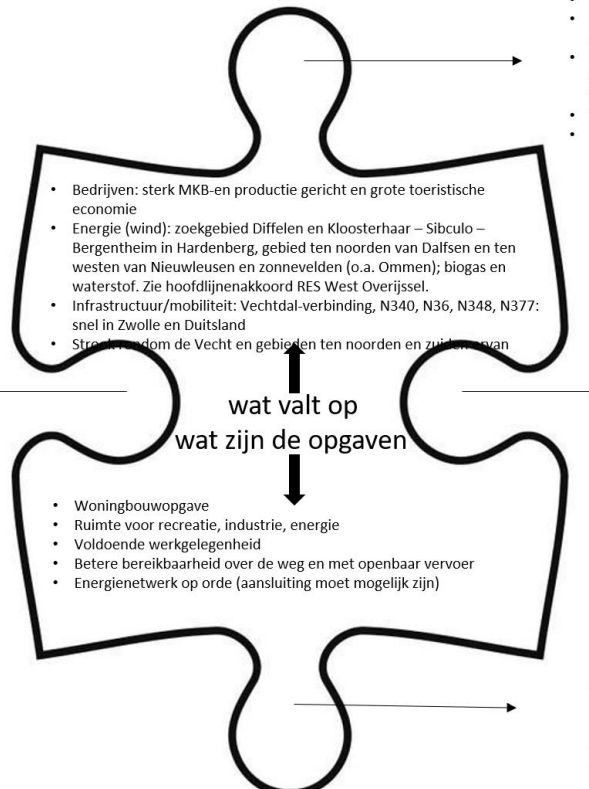 • Bedrijven: sterk MKB-en productie gericht en grote toeristische
economie
• Energie (wind): zoekgebied Diffelen en Kloosterhaar – Sibculo –
Bergentheim in Hardenberg, gebied ten noorden van Dalfsen en ten
westen van Nieuwleusen en zonnevelden (o.a. Ommen); biogas en
waterstof. Zie hoofdlijnenakkoord RES West Overijssel.
• Infrastructuur/mobiliteit: Vechtdal-verbinding, N340, N36, N348, N377:
snel in Zwolle en Duitsland
• Strook rondom de Vecht en gebieden ten noorden en zuiden ervan
wat valt op
wat zijn de opgaven
• Woningbouwopgave
• Ruimte voor recreatie, industrie, energie
• Voldoende werkgelegenheid
• Betere bereikbaarheid over de weg en met openbaar vervoer
• Energienetwerk op orde (aansluiting moet mogelijk zijn)